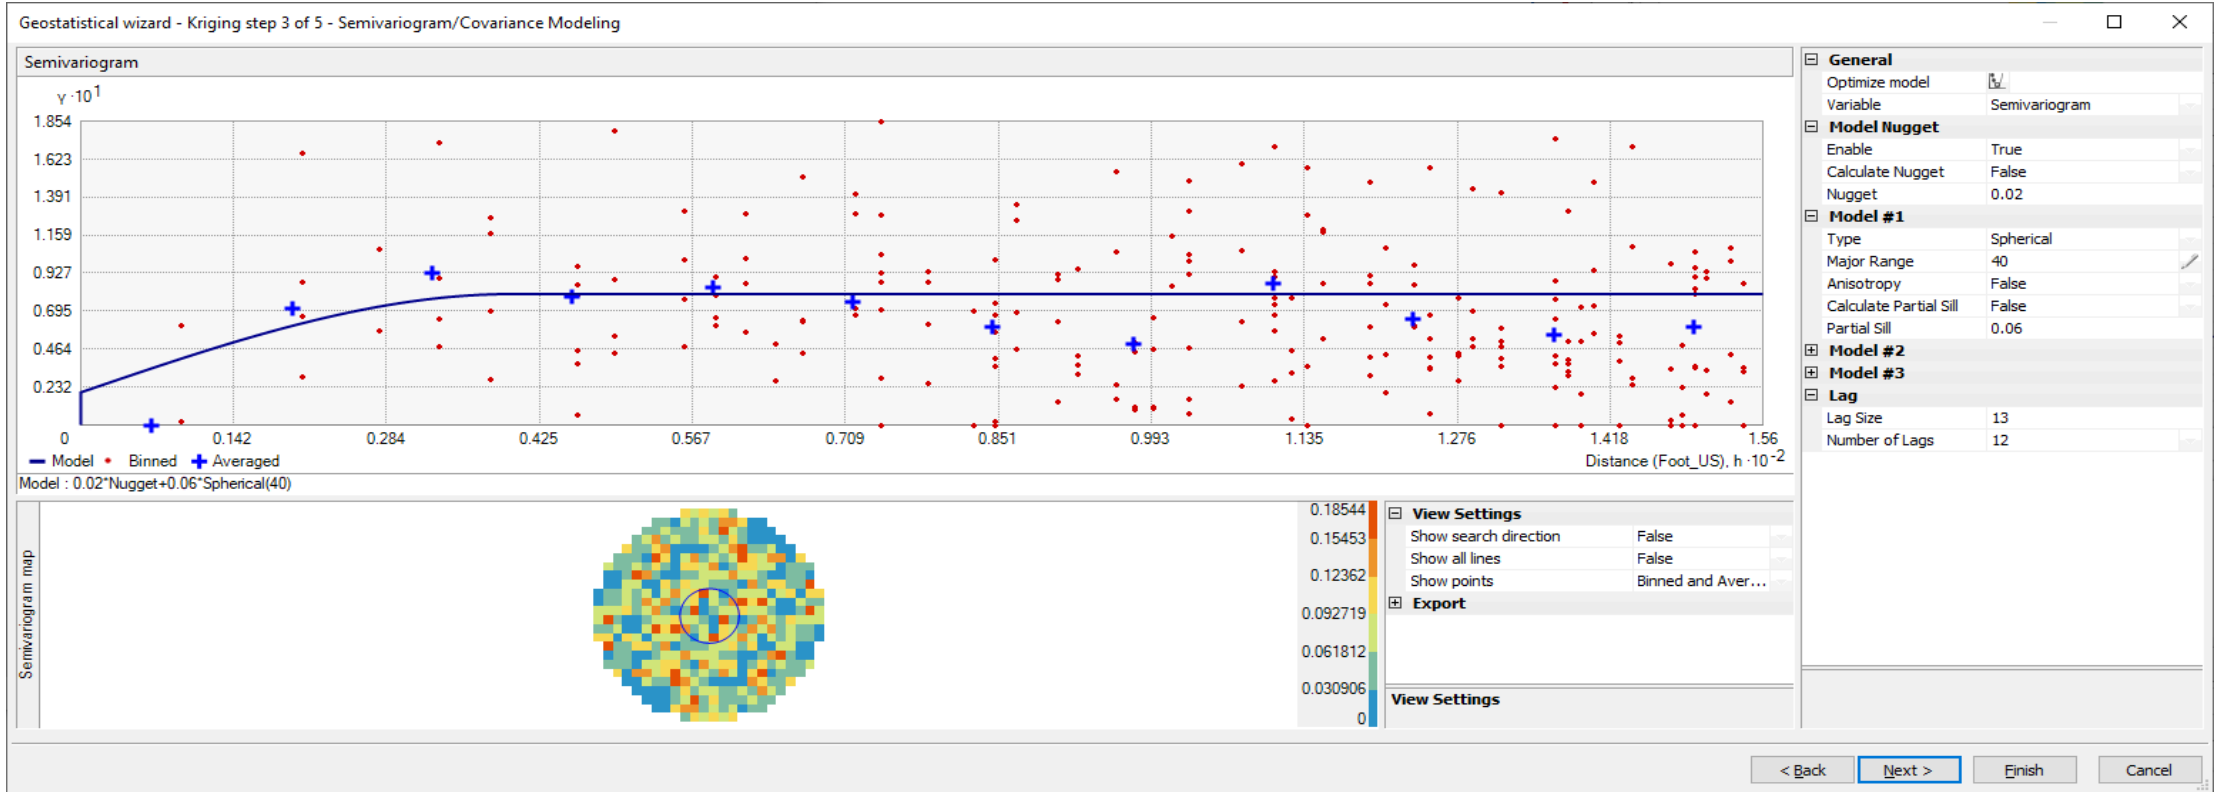 Geostatistical wizard - Kriging step 3 of 5 - Semivariogram/Covariance Modeling
Semivariogram
γ ·10 1
1.854
1.623
1.391
1.159
0.927
0.695
0.464
0.232
0 0.142 0.284 0.425 0.567 0.709 0.851 0.993 1.135 1.276 1.418 1.56
Model Binned Averaged
Distance (Foot_US), h ·10 -2
Model : 0.02*Nugget+0.06*Spherical(40)
Semivariogram map
0.18544
0.15453
0.12362
0.092719
0.061812
0.030906
0
View Settings
Show search direction False
Show all lines False
Show points Binned and Aver...
Export
View Settings
General
Optimize model
Variable Semivariogram
Model Nugget
Enable True
Calculate Nugget False
Nugget 0.02
Model #1
Type Spherical
Major Range 40
Anisotropy False
Calculate Partial Sill False
Partial Sill 0.06
Model #2
Model #3
Lag
Lag Size 13
Number of Lags 12
< Back Next > Finish Cancel